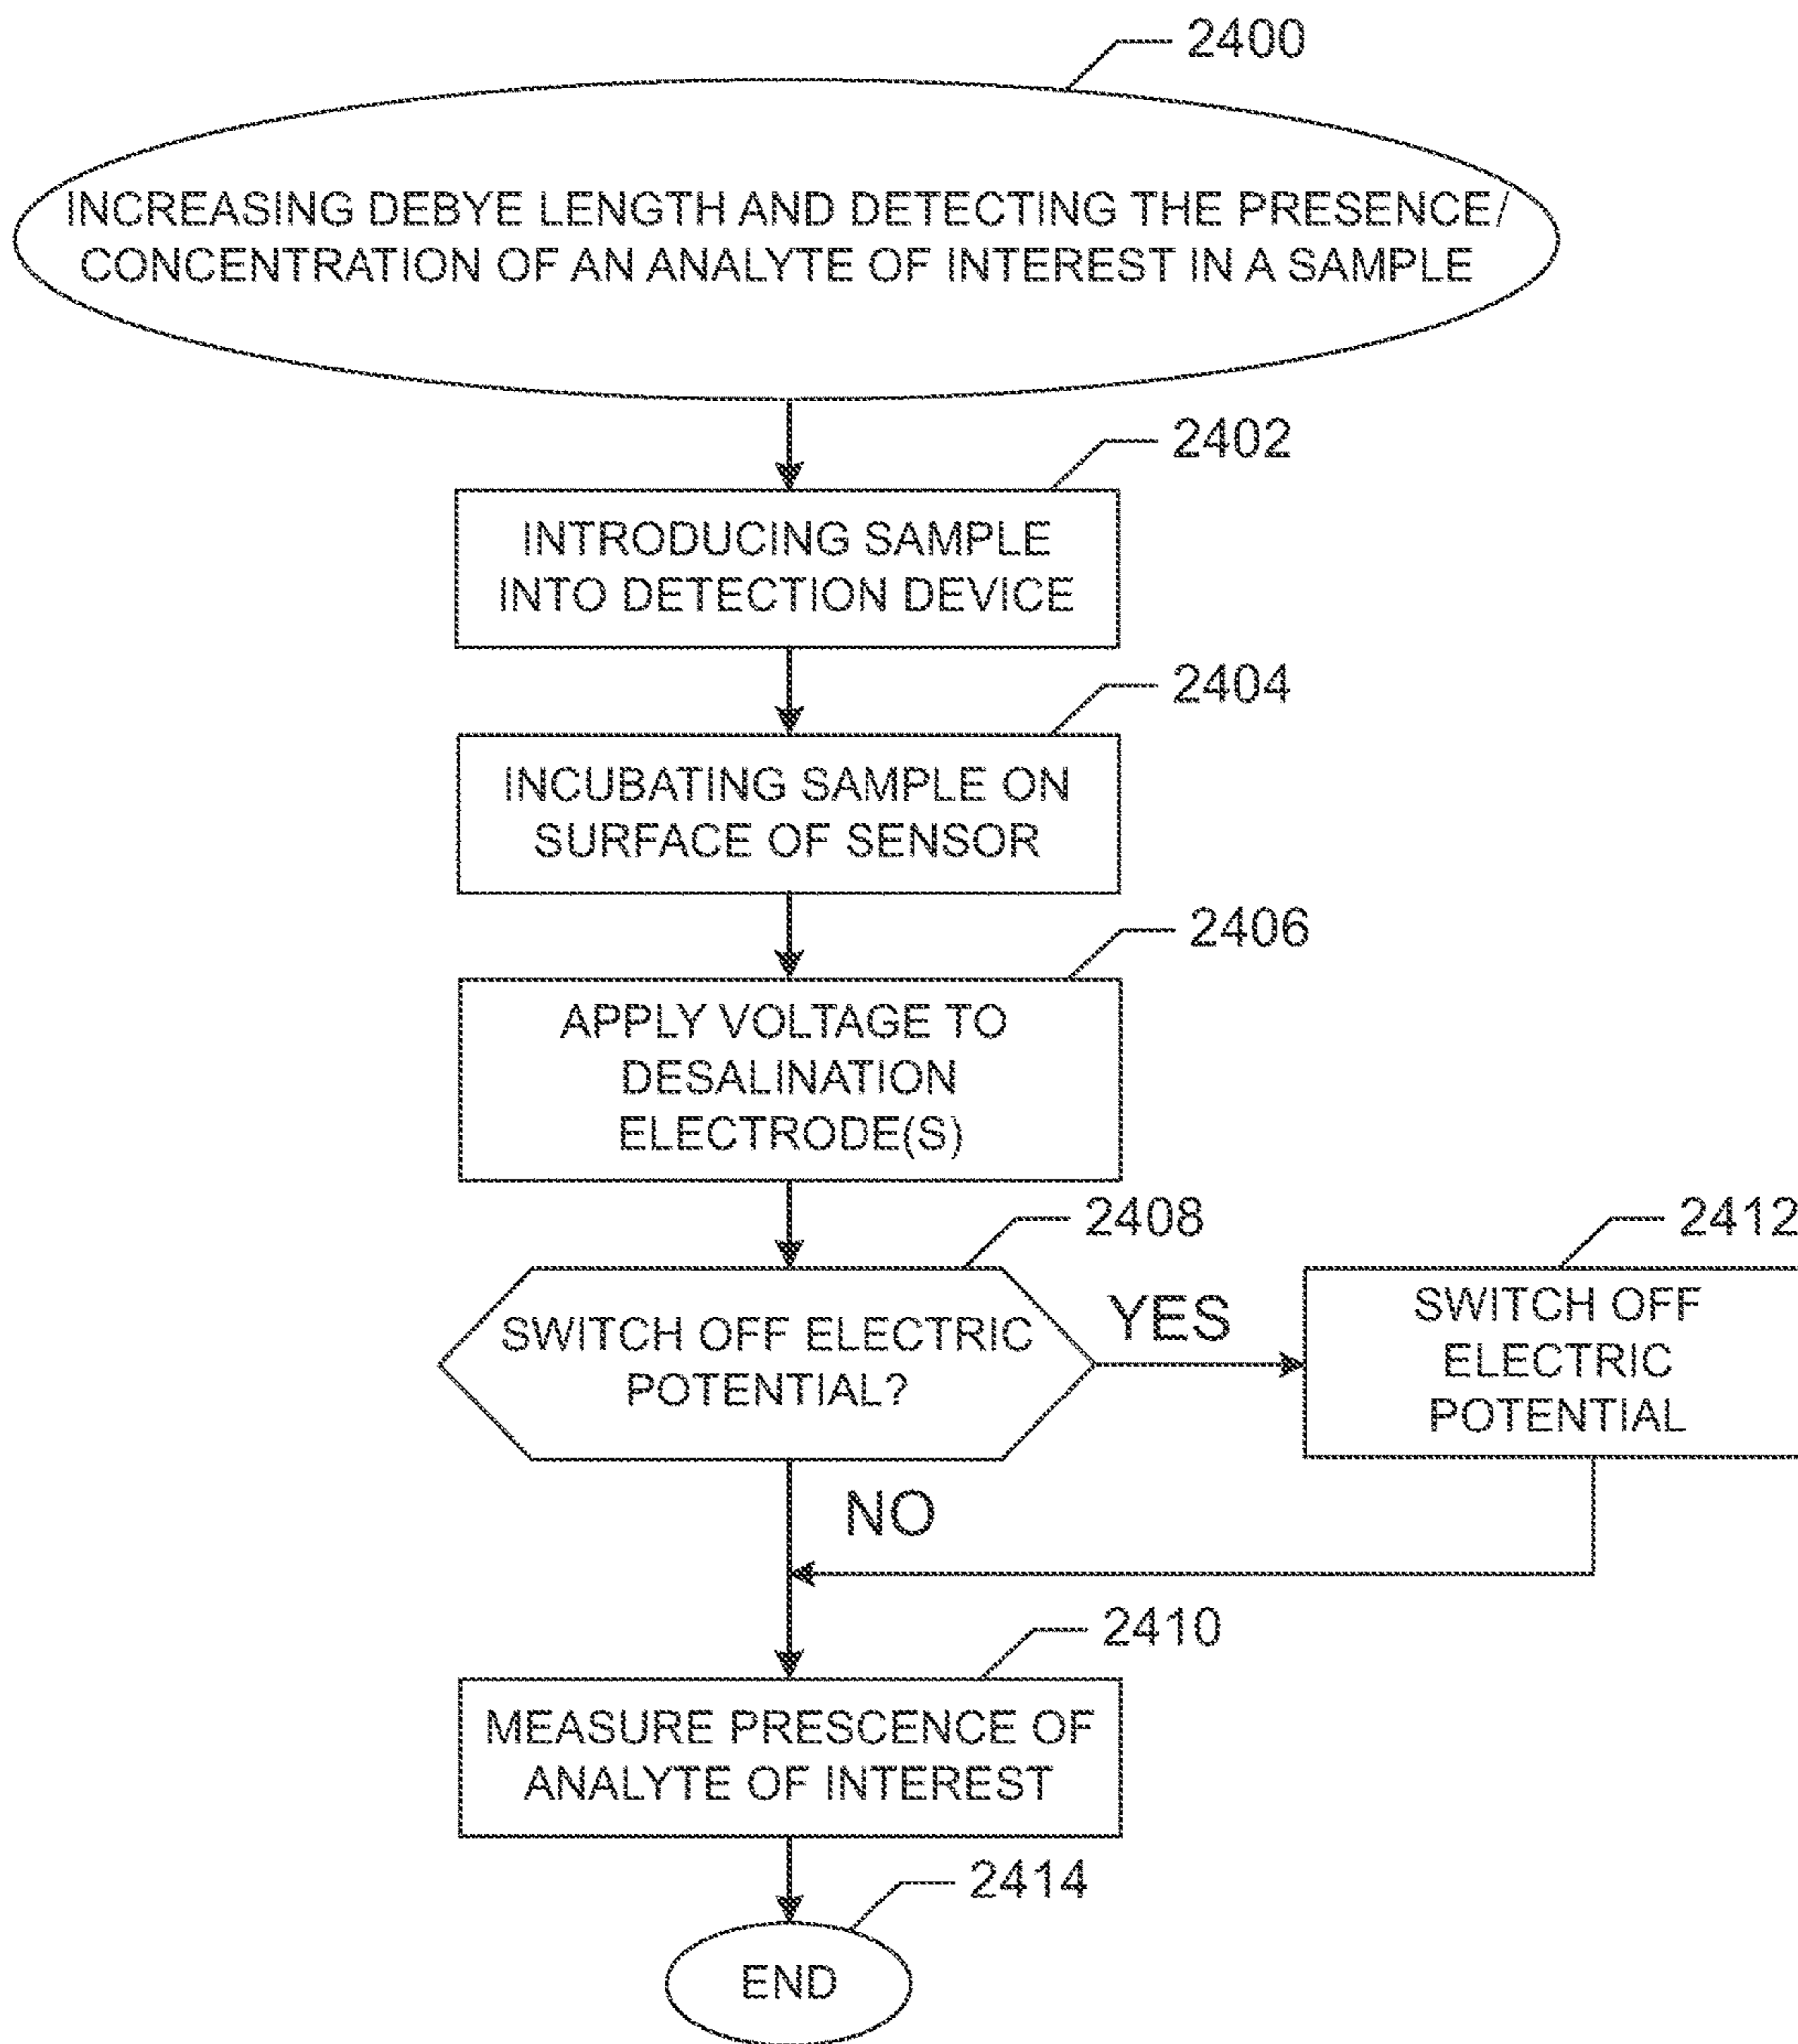 2400
INCREASING DEBYE LENGTH AND DETECTING THE PRESENCE/
CONCENTRATION OF AN ANALYTE OF INTEREST IN A SAMPLE
2402
INTRODUCING SAMPLE
INTO DETECTION DEVICE
2404
INCUBATING SAMPLE ON
SURFACE OF SENSOR
2406
APPLY VOLTAGE TO
DESALINATION
ELECTRODE(S)
2408
SWITCH OFF ELECTRIC
POTENTIAL?
YES
2412
SWITCH OFF
ELECTRIC
POTENTIAL
NO
2410
MEASURE PRESCENCE OF
ANALYTE OF INTEREST
2414
END